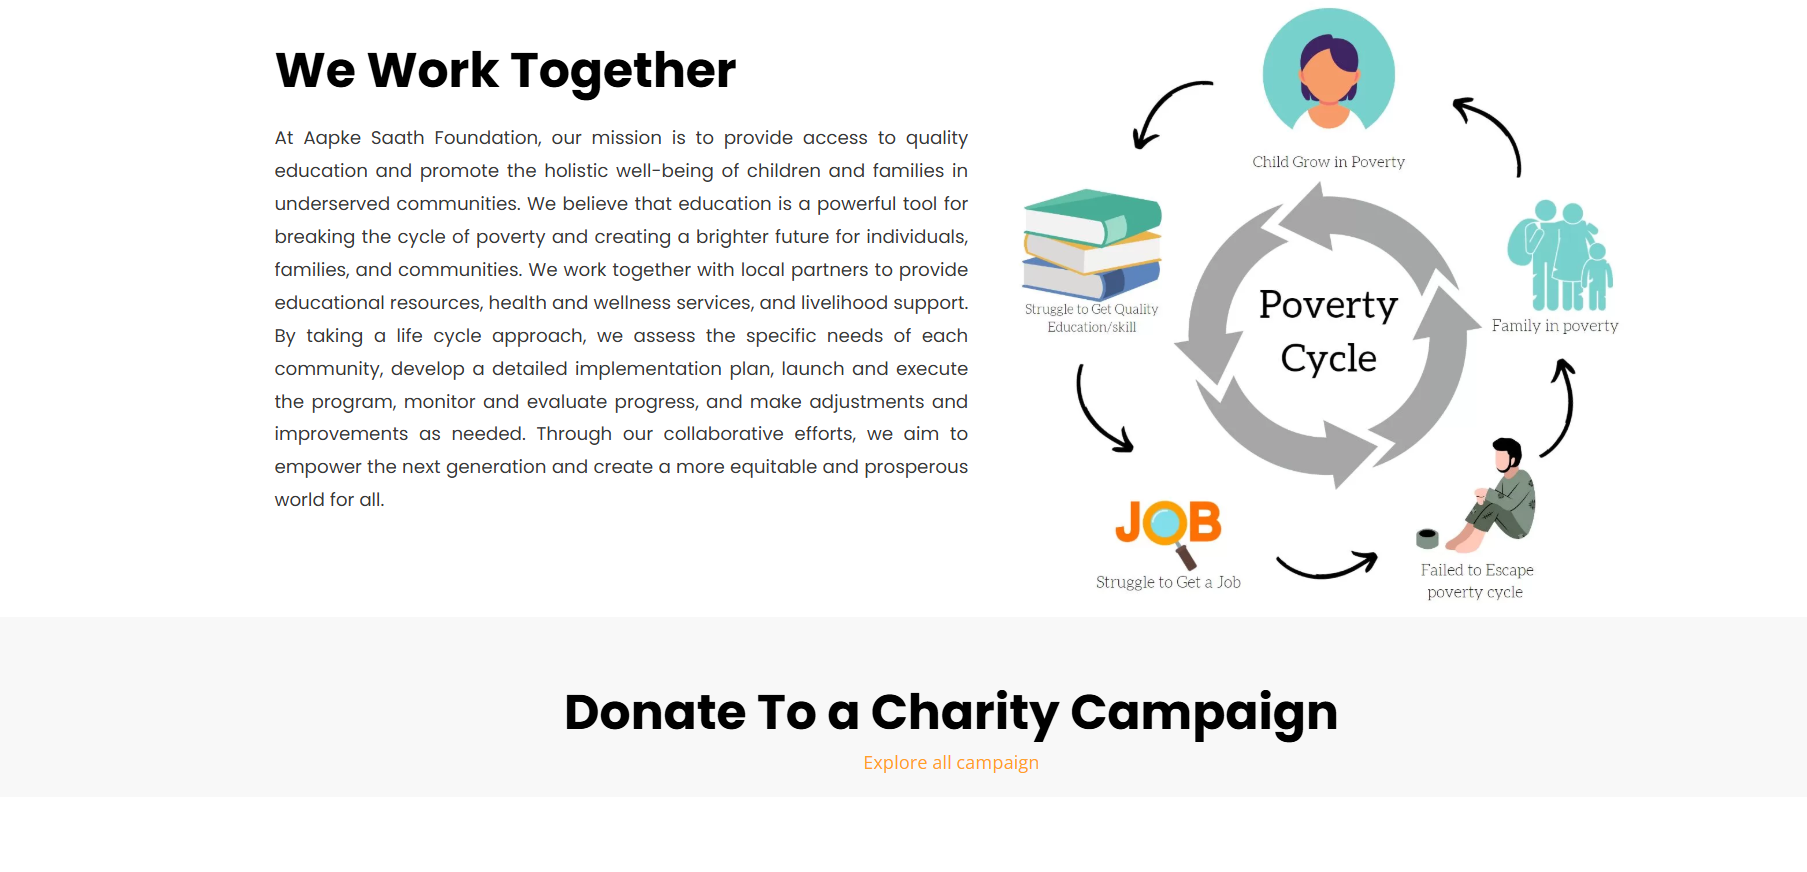 We Work Together
At Aapke Saath Foundation, our mission is to provide access to quality
education and promote the holistic well-being of children and families in
underserved communities. We believe that education is a powerful tool for
breaking the cycle of poverty and creating a brighter future for individuals,
families, and communities. We work together with local partners to provide
educational resources, health and wellness services, and livelihood support.
By taking a life cycle approach, we assess the specific needs of each
community, develop a detailed implementation plan, launch and execute
the program, monitor and evaluate progress, and make adjustments and
improvements as needed. Through our collaborative efforts, we aim to
empower the next generation and create a more equitable and prosperous
world for all.
Child Grow in Poverty
Struggle to Get Quality
Education/skill
Poverty
Cycle
Family in poverty
JOB
Struggle to Get a Job
Failed to Escape
poverty cycle
Donate To a Charity Campaign
Explore all campaign